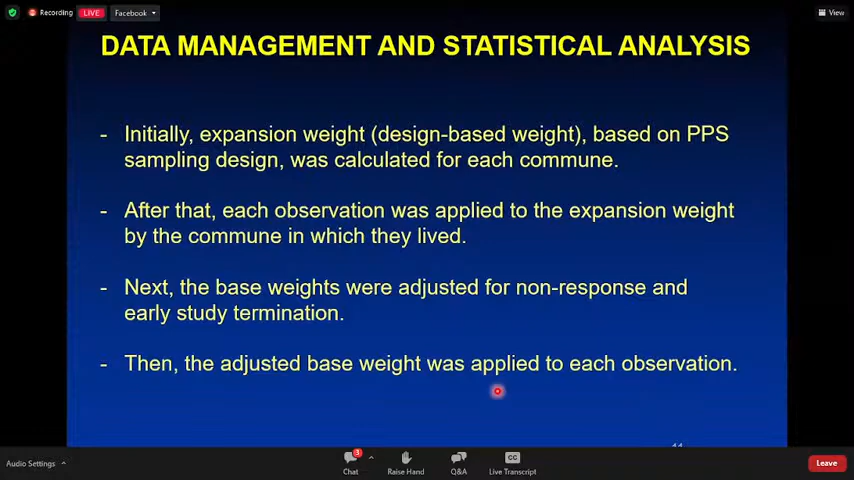 Recording
LIVE
Facebook
View
DATA MANAGEMENT AND STATISTICAL ANALYSIS
- Initially, expansion weight (design-based weight), based on PPS
sampling design, was calculated for each commune.
- After that, each observation was applied to the expansion weight
by the commune in which they lived.
- Next, the base weights were adjusted for non-response and
early study termination.
- Then, the adjusted base weight was applied to each observation.
Audio Settings
3
Chat
Raise Hand
Q&A
CC
Live Transcript
Leave